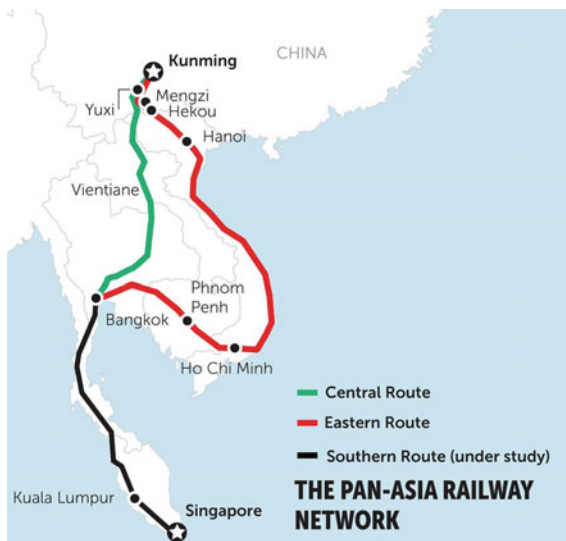 Kunming
CHINA
Yuxi
Mengzi
Hekou
Hanoi
Vientiane
Phnom
Penh
Bangkok
Ho Chi Minh
Central Route
Eastern Route
Southern Route (under study)
THE PAN-ASIA RAILWAY
NETWORK
Kuala Lumpur
Singapore